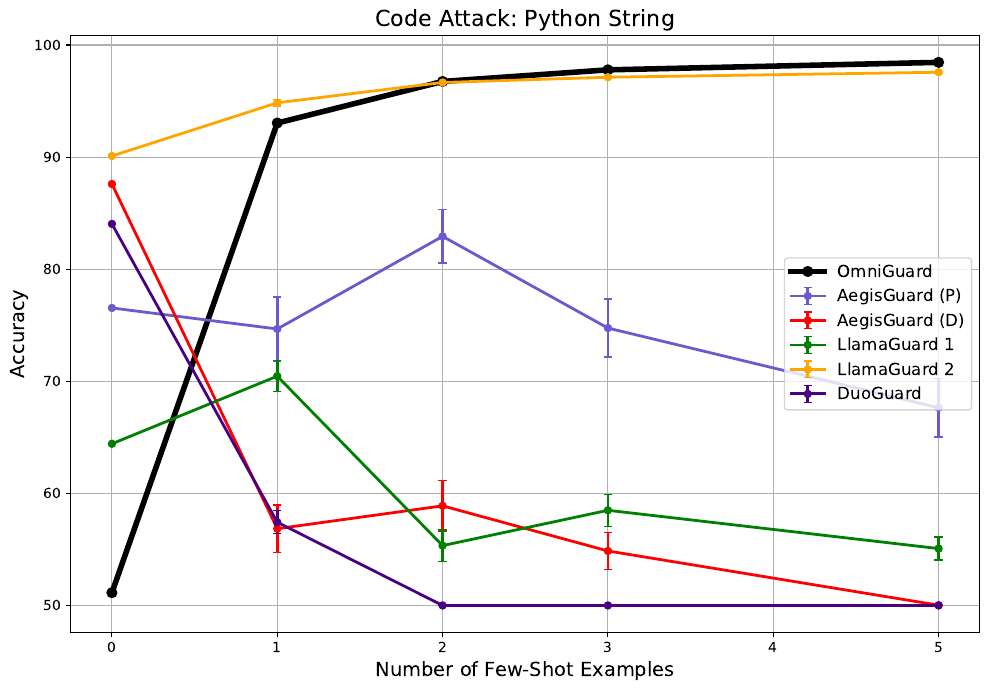 Code Attack: Python String
100
90
80
70
60
50
Accuracy
OmniGuard
AegisGuard (P)
AegisGuard (D)
LlamaGuard 1
LlamaGuard 2
DuoGuard
0 1 2 3 4 5
Number of Few-Shot Examples